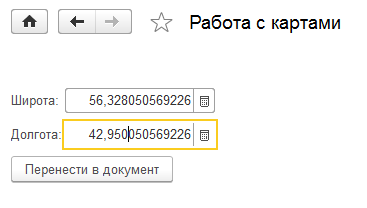 Работа с картами
Широта: 56,328050569226
Долгота: 42,950050569226
Перенести в документ